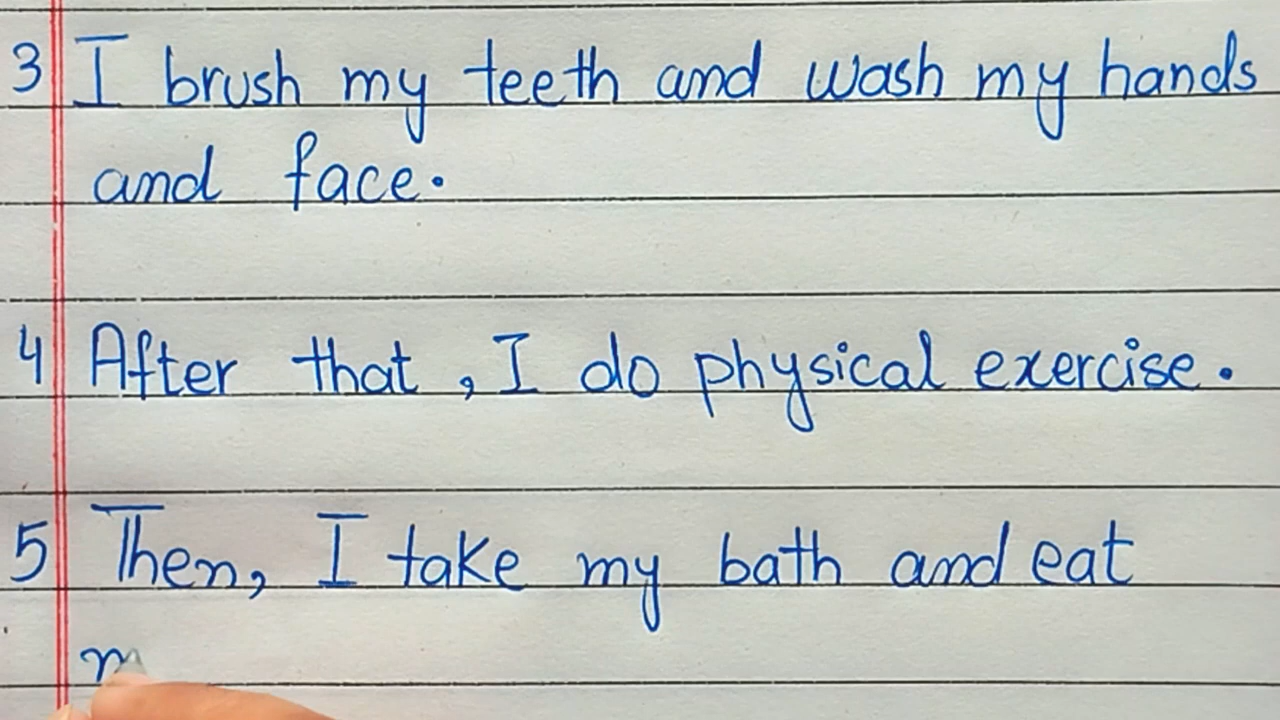 3 I brush my teeth and wash my hands
and face.
4 After that, I do physical exercise.
5 Then, I take my bath and eat